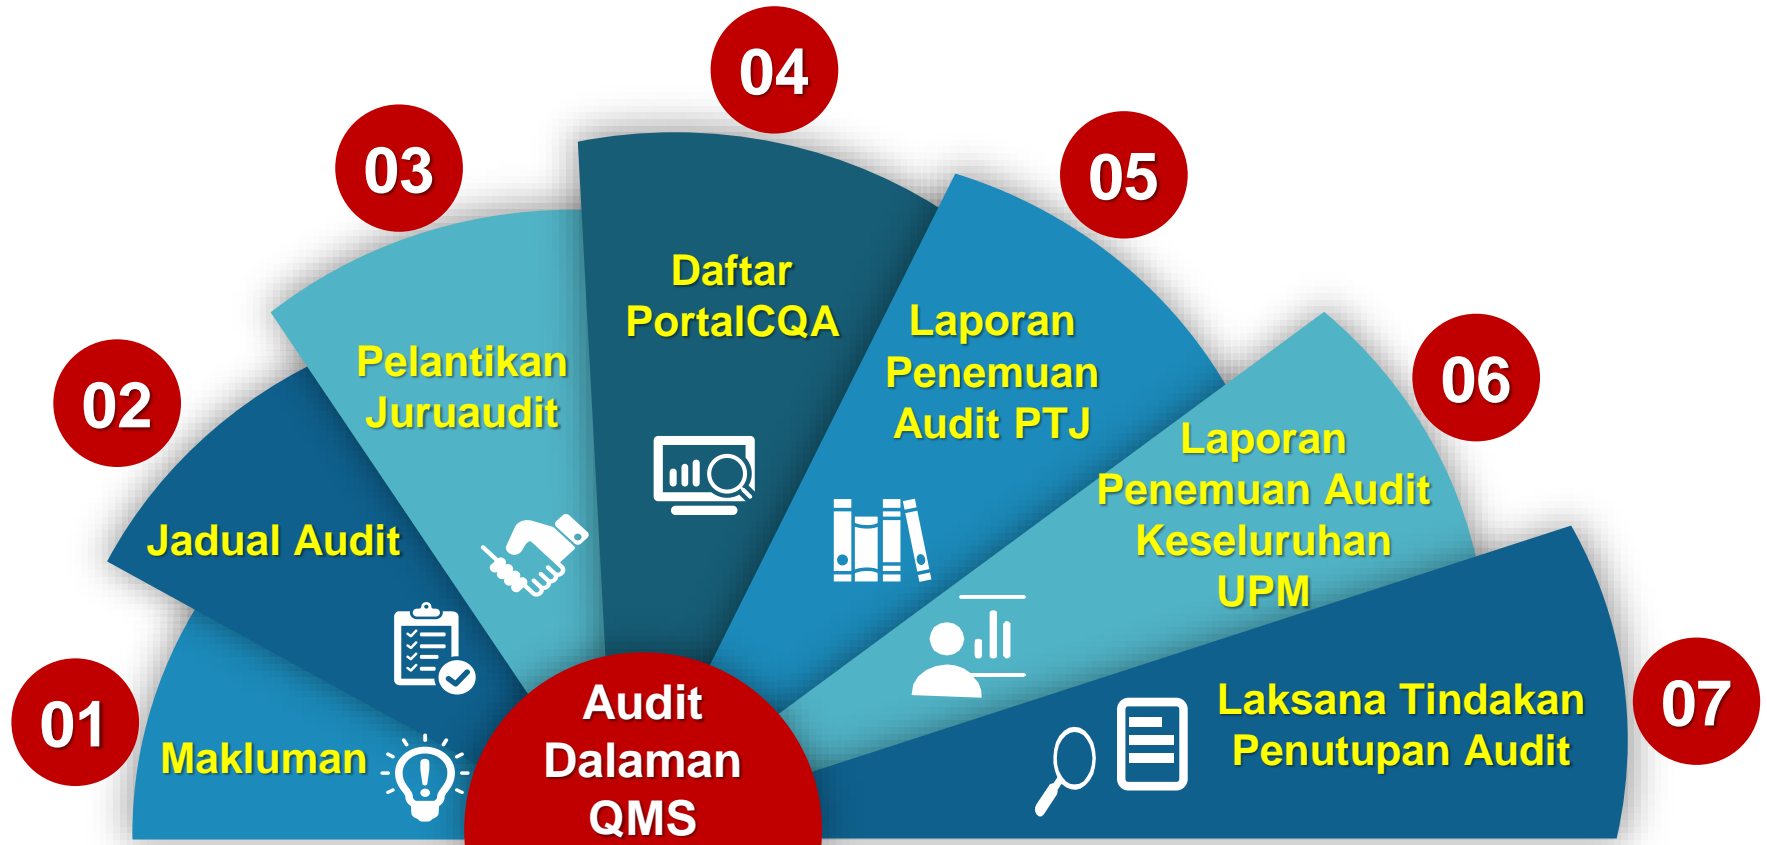 01
Makluman
02
Jadual Audit
03
Pelantikan
Juruaudit
04
Daftar
PortalCQA
05
Laporan
Penemuan
Audit PTJ
06
Laporan
Penemuan Audit
Keseluruhan
UPM
07
Laksana Tindakan
Penutupan Audit
Audit
Dalaman
QMS